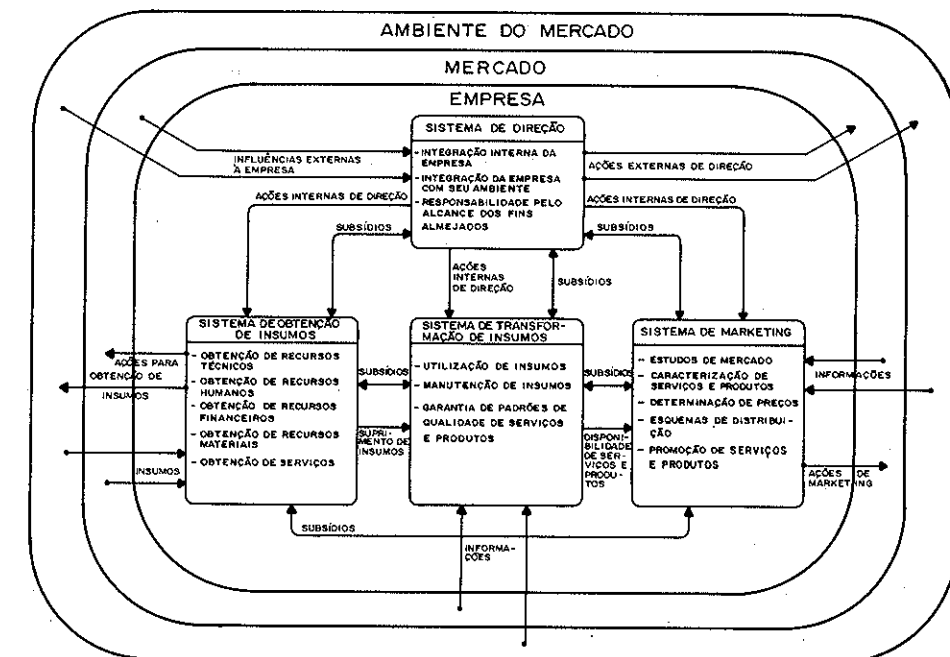 AMBIENTE DO MERCADO
MERCADO
EMPRESA
SISTEMA DE DIREÇÃO
- INTEGRAÇÃO INTERNA DA
EMPRESA
- INTEGRAÇÃO DA EMPRESA
COM SEU AMBIENTE
- RESPONSABILIDADE PELO
ALCANCE DOS FINS
ALMEJADOS
INFLUÊNCIAS EXTERNAS
À EMPRESA
AÇÕES EXTERNAS DE DIREÇÃO
AÇÕES INTERNAS DE DIREÇÃO
AÇÕES INTERNAS DE DIREÇÃO
SUBSÍDIOS
SUBSÍDIOS
AÇÕES
INTERNAS
DE DIREÇÃO
SUBSÍDIOS
SISTEMA DE OBTENÇÃO
DE INSUMOS
- OBTENÇÃO DE RECURSOS
TÉCNICOS
- OBTENÇÃO DE RECURSOS
HUMANOS
- OBTENÇÃO DE RECURSOS
FINANCEIROS
- OBTENÇÃO DE RECURSOS
MATERIAIS
- OBTENÇÃO DE SERVIÇOS
AÇÕES PARA
OBTENÇÃO DE
INSUMOS
INSUMOS
SUBSÍDIOS
SUPRI-
MENTO DE
INSUMOS
SISTEMA DE TRANSFOR-
MAÇÃO DE INSUMOS
- UTILIZAÇÃO DE INSUMOS
- MANUTENÇÃO DE INSUMOS
- GARANTIA DE PADRÕES DE
QUALIDADE DE SERVIÇOS
E PRODUTOS
SUBSÍDIOS
DISPONI-
BILIDADE
DE SER-
VIÇOS E
PRODU-
TOS
SISTEMA DE MARKETING
- ESTUDOS DE MERCADO
- CARACTERIZAÇÃO DE
SERVIÇOS E PRODUTOS
- DETERMINAÇÃO DE PREÇOS
- ESQUEMAS DE DISTRIBUI-
ÇÃO
- PROMOÇÃO DE SERVIÇOS
E PRODUTOS
INFORMAÇÕES
AÇÕES DE
MARKETING
SUBSÍDIOS
INFORMA-
ÇÕES